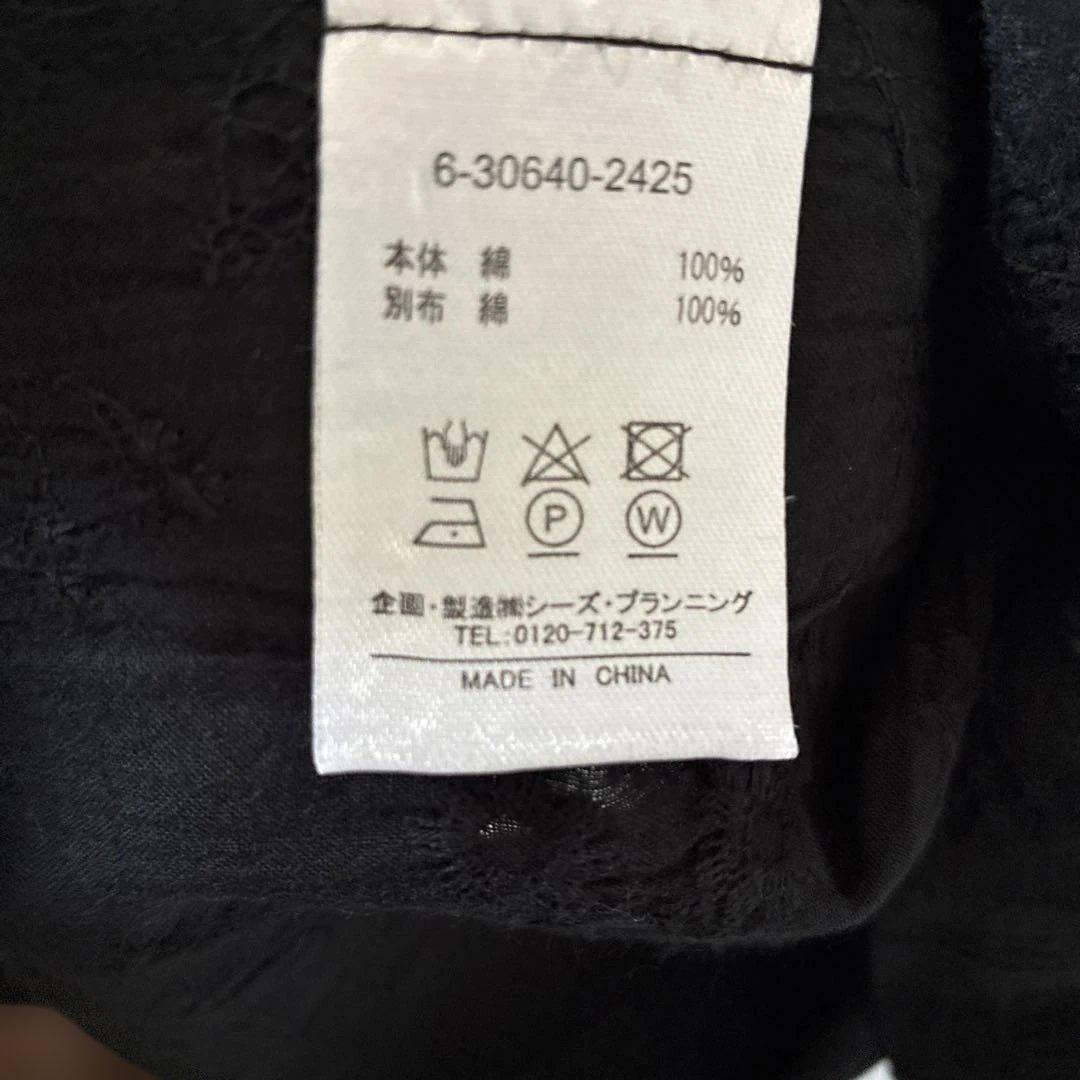 6-30640-2425
本体 綿 100%
別布 綿 100%
P W
企画・製造㈱シーズ・プランニング
TEL:0120-712-375
MADE IN CHINA